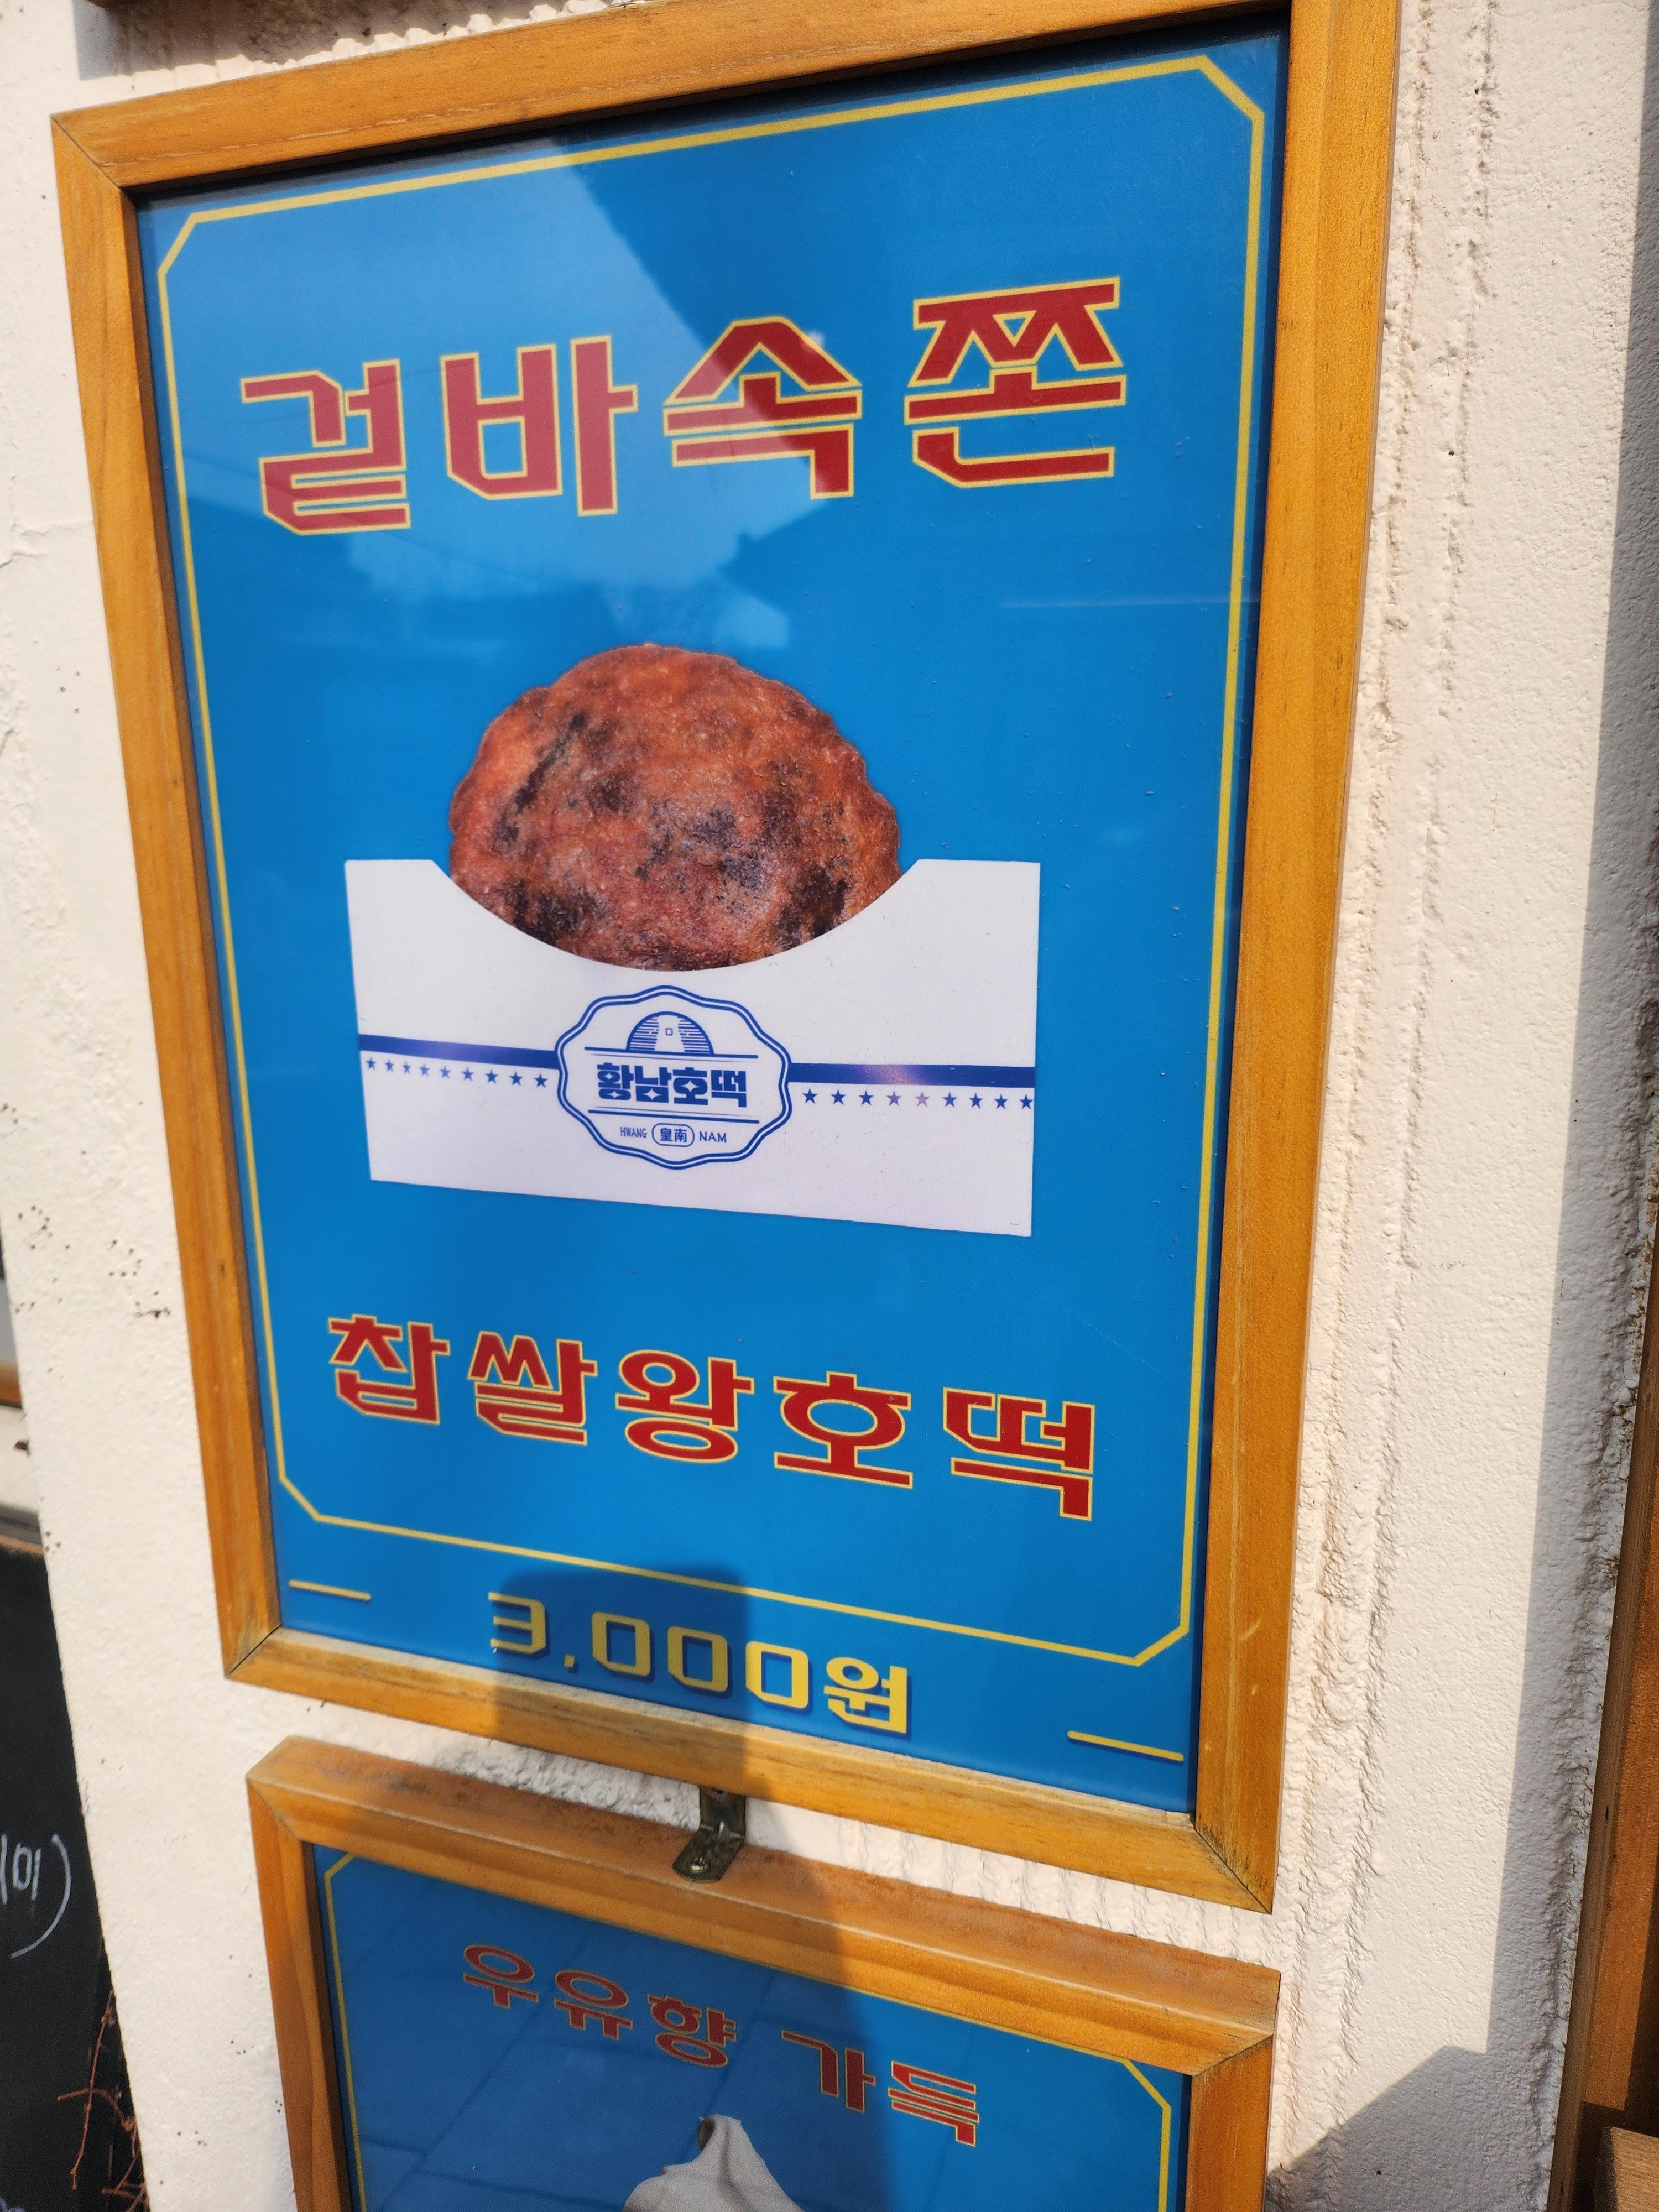 겉바속쫀
황남호떡
HWANG 皇南 NAM
찹쌀왕호떡
3,000원
우유향 가득